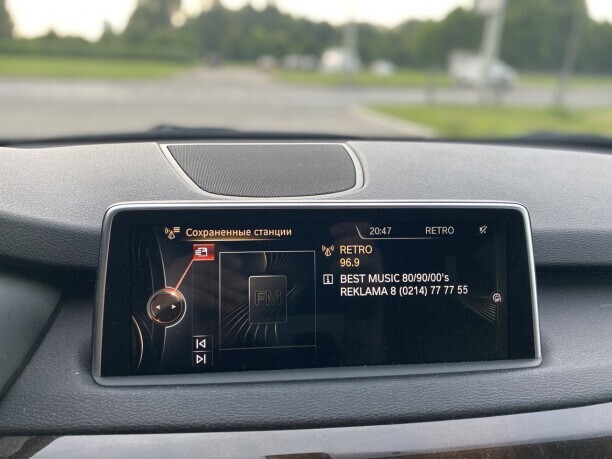 Сохраненные станции
20:47
RETRO
RETRO
96.9
BEST MUSIC 80/90/00's
REKLAMA 8 (0214) 77 77 55
FM